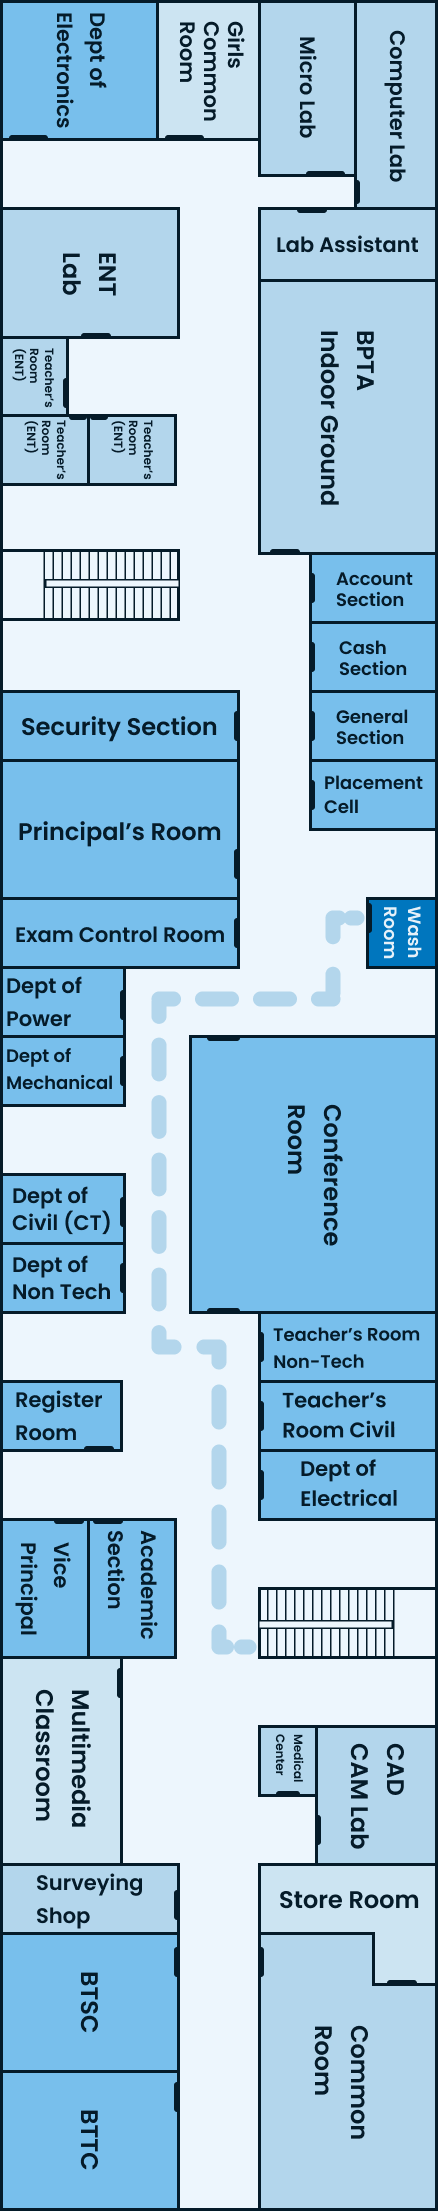 Dept of
Electronics
Girls
Common
Room
Micro Lab
Computer Lab
ENT
Lab
Lab Assistant
BPTA
Indoor Ground
Teacher's
Room
(ENT)
Teacher's
Room
(ENT)
Teacher's
Room
(ENT)
Account
Section
Cash
Section
General
Section
Placement
Cell
Security Section
Principal's Room
Exam Control Room
Wash
Room
Dept of
Power
Dept of
Mechanical
Conference
Room
Dept of
Civil (CT)
Dept of
Non Tech
Teacher's Room
Non-Tech
Register
Room
Teacher's
Room Civil
Dept of
Electrical
Vice
Principal
Academic
Section
Multimedia
Classroom
Medical
Center
CAD
CAM Lab
Surveying
Shop
Store Room
BTSC
Common
Room
BTTC